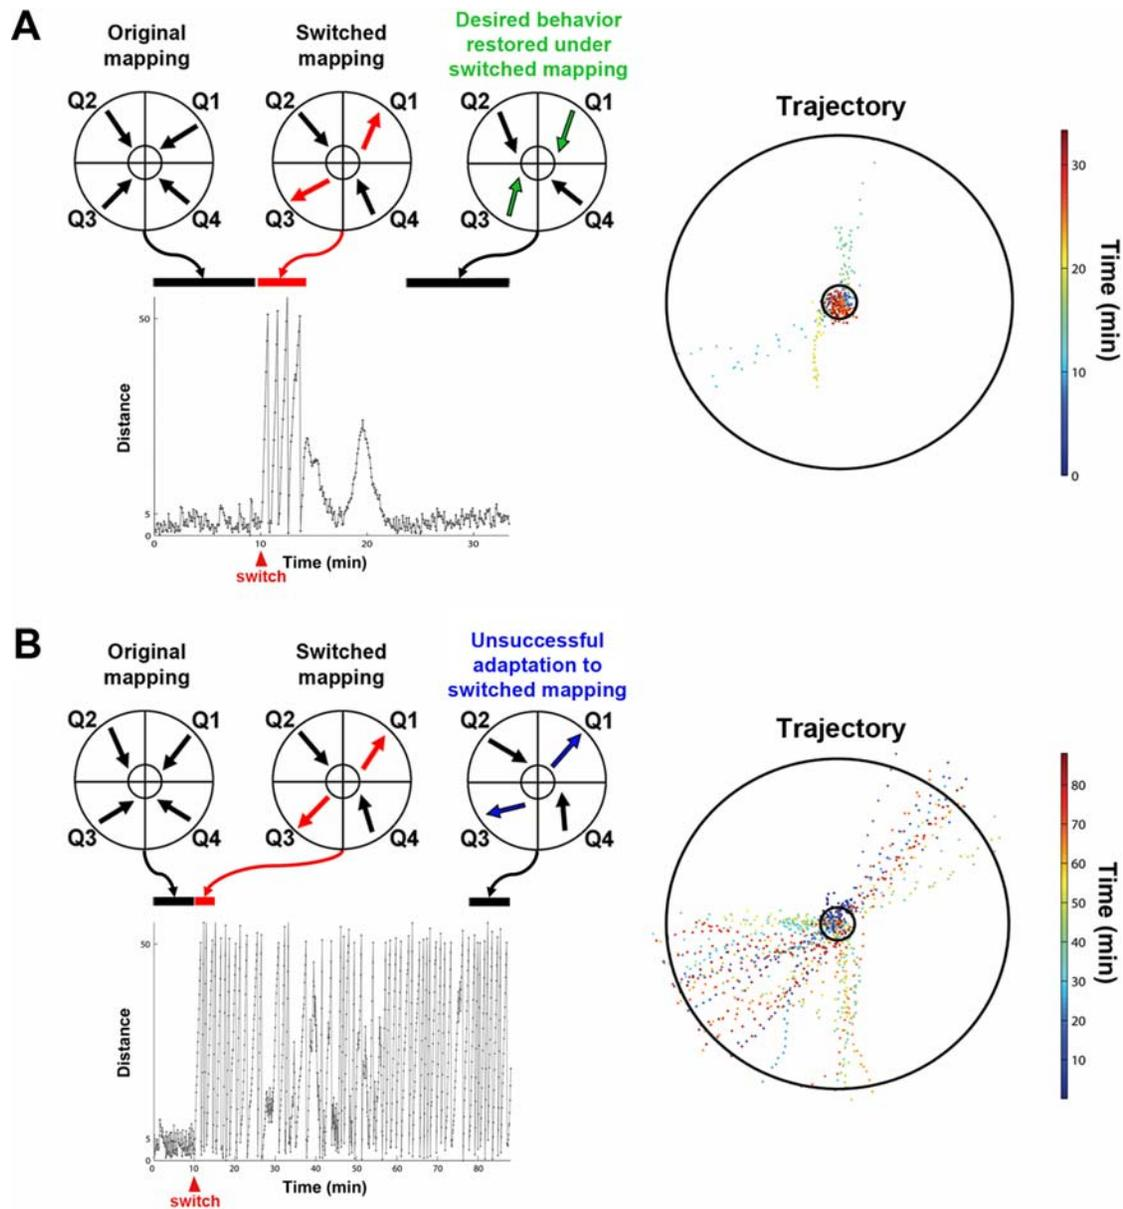 A
Original
mapping
Switched
mapping
Desired behavior
restored under
switched mapping
Q2
Q1
Q3
Q4
Q2
Q1
Q3
Q4
Q2
Q1
Q3
Q4
Trajectory
30
20
10
0
Time (min)
50
5
0
Distance
0
10
20
30
Time (min)
switch
B
Original
mapping
Switched
mapping
Unsuccessful
adaptation to
switched mapping
Q2
Q1
Q3
Q4
Q2
Q1
Q3
Q4
Q2
Q1
Q3
Q4
Trajectory
80
70
60
50
40
30
20
10
Time (min)
50
5
0
Distance
0
10
20
30
40
50
60
70
80
Time (min)
switch